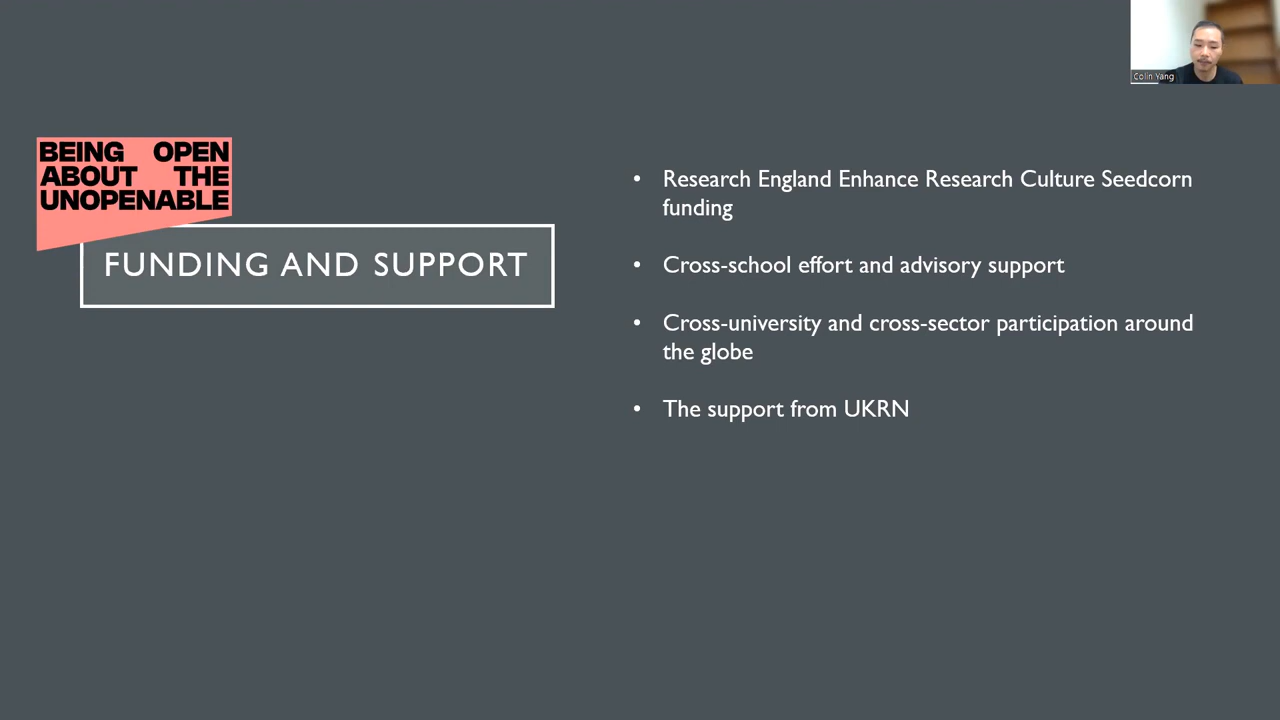 Colin Yang
BEING OPEN
ABOUT THE
UNOPENABLE
FUNDING AND SUPPORT
• Research England Enhance Research Culture Seedcorn
funding
• Cross-school effort and advisory support
• Cross-university and cross-sector participation around
the globe
• The support from UKRN